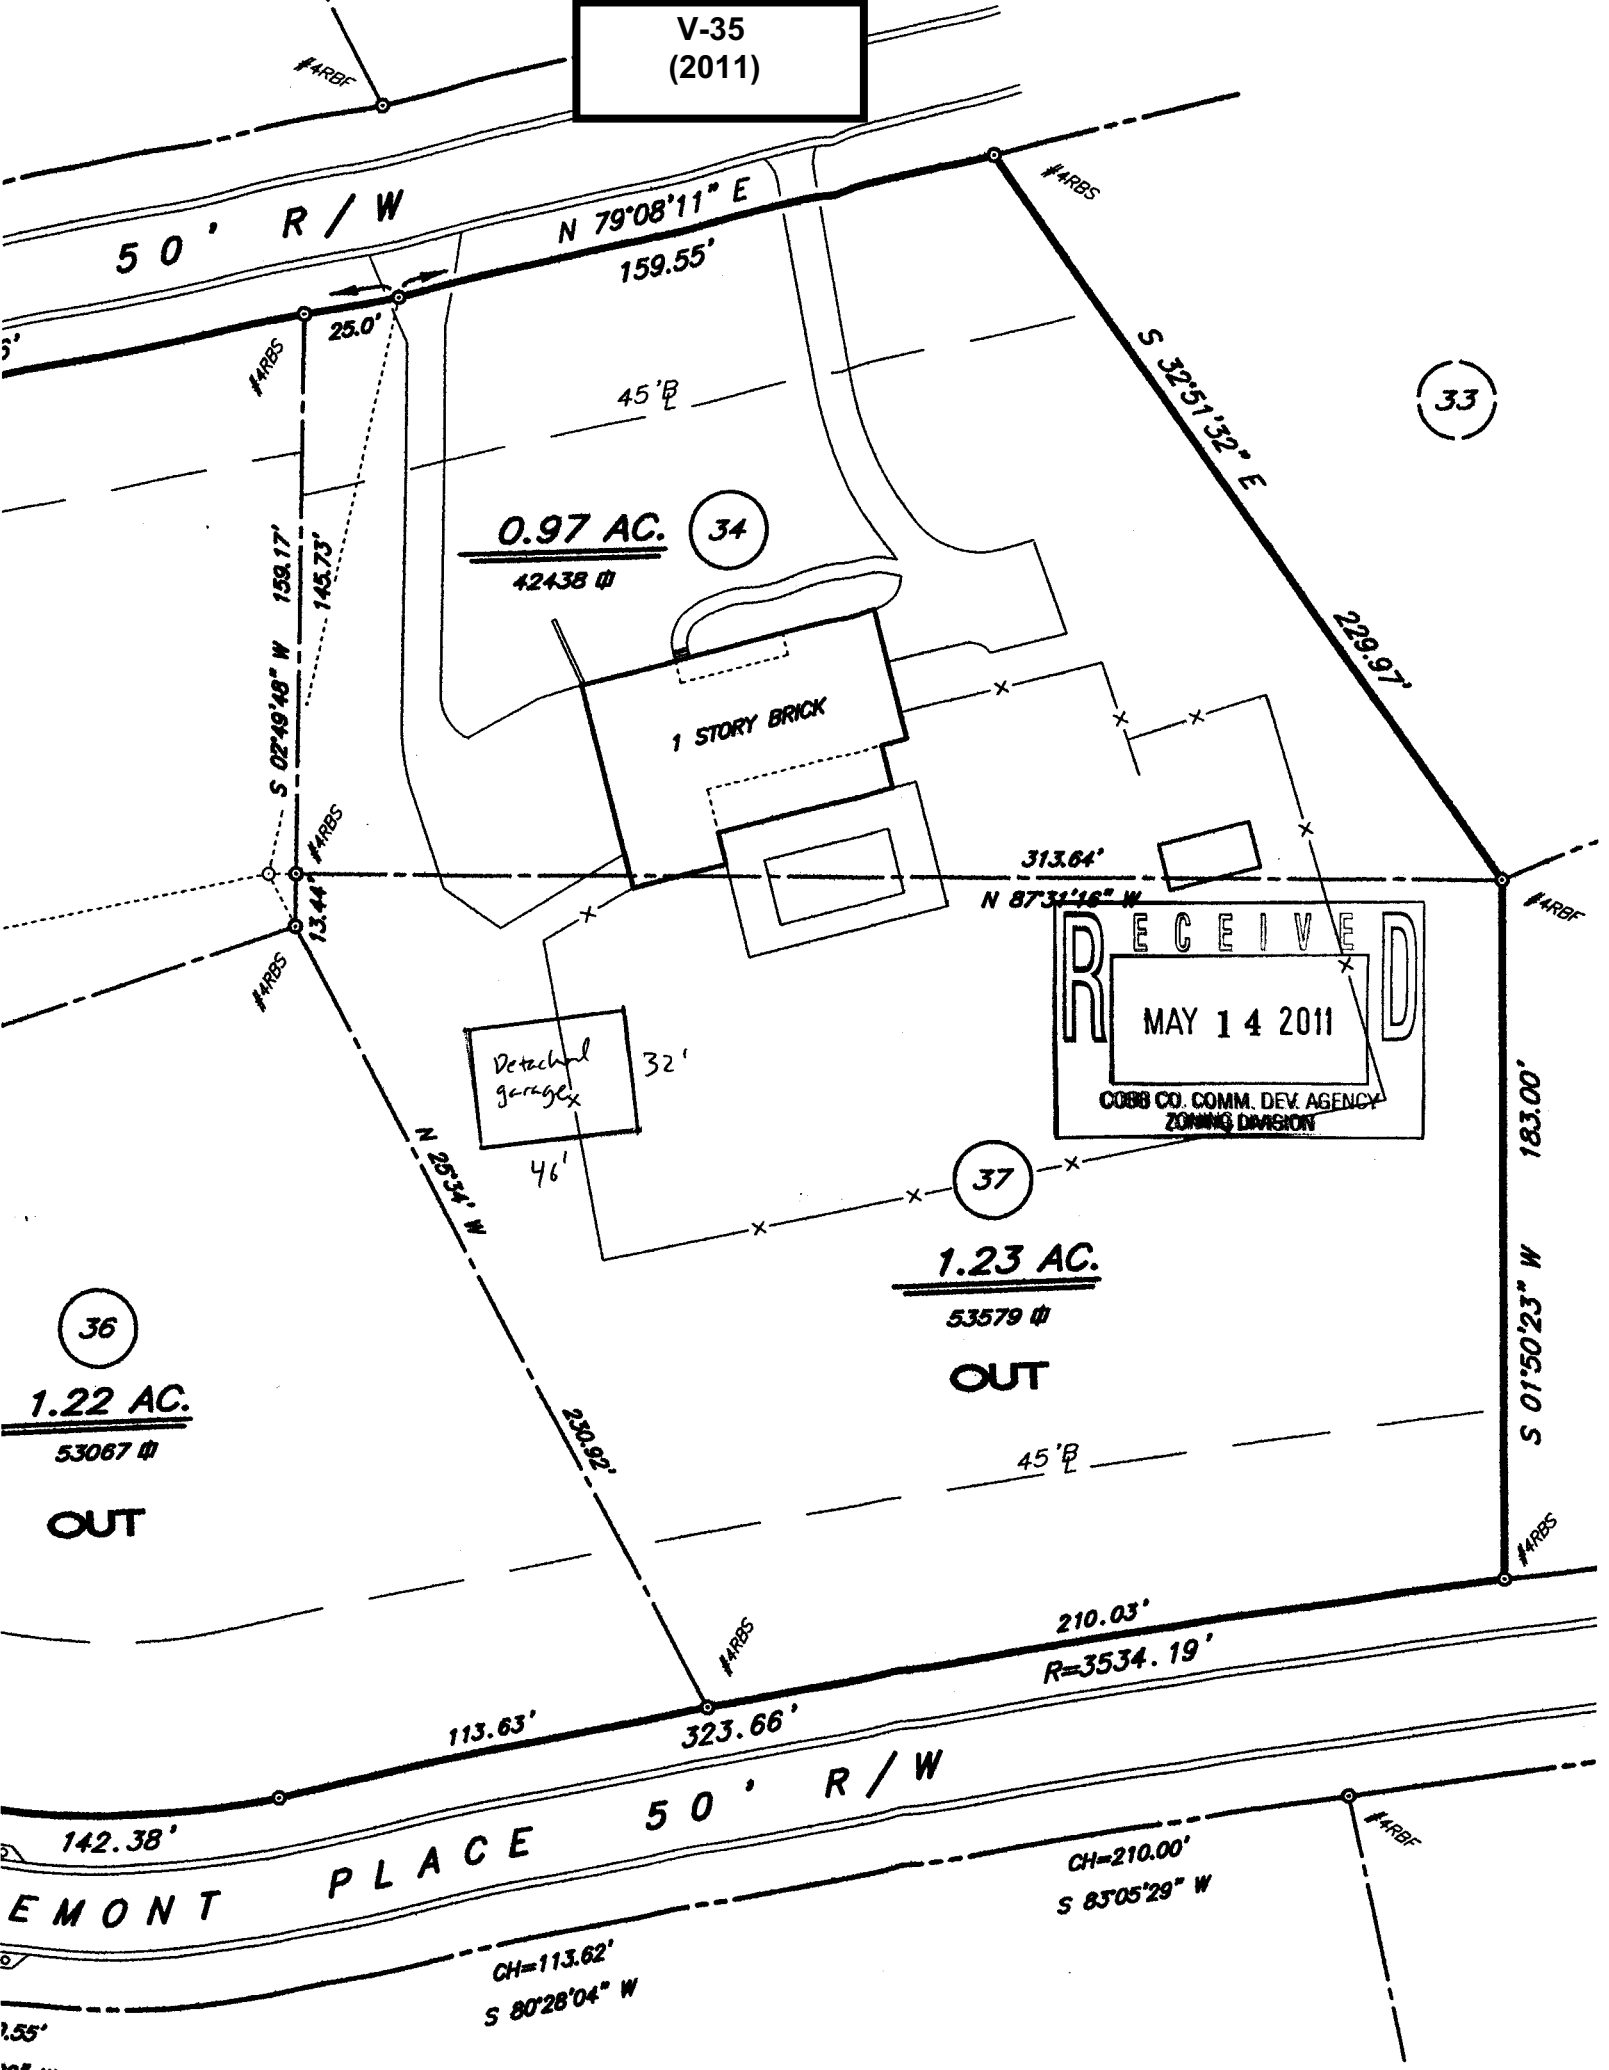 V-35
(2011)
#4RBF
50' R/W
N 79°08'11" E
159.55'
#4RBS
25.0'
#4RBS
45' BL
S 32°51'32" E
229.97'
33
0.97 AC.
34
42438
S 02°49'48" W 159.17'
145.73'
1 STORY BRICK
#4RBS
13.44'
#4RBS
313.64'
N 87°31'16" W
#4RBF
RECEIVED
MAY 14 2011
COBB CO. COMM. DEV. AGENCY
ZONING DIVISION
Detached
garage
32'
46'
N 25°34' W
230.92'
37
1.23 AC.
53579
OUT
183.00'
S 01°50'23" W
36
1.22 AC.
53067
OUT
45' BL
#4RBS
#4RBS
210.03'
R=3534.19'
113.63'
323.66'
142.38'
EMONT PLACE 50' R/W
#4RBF
CH=210.00'
S 83°05'29" W
CH=113.62'
S 80°28'04" W
.55'